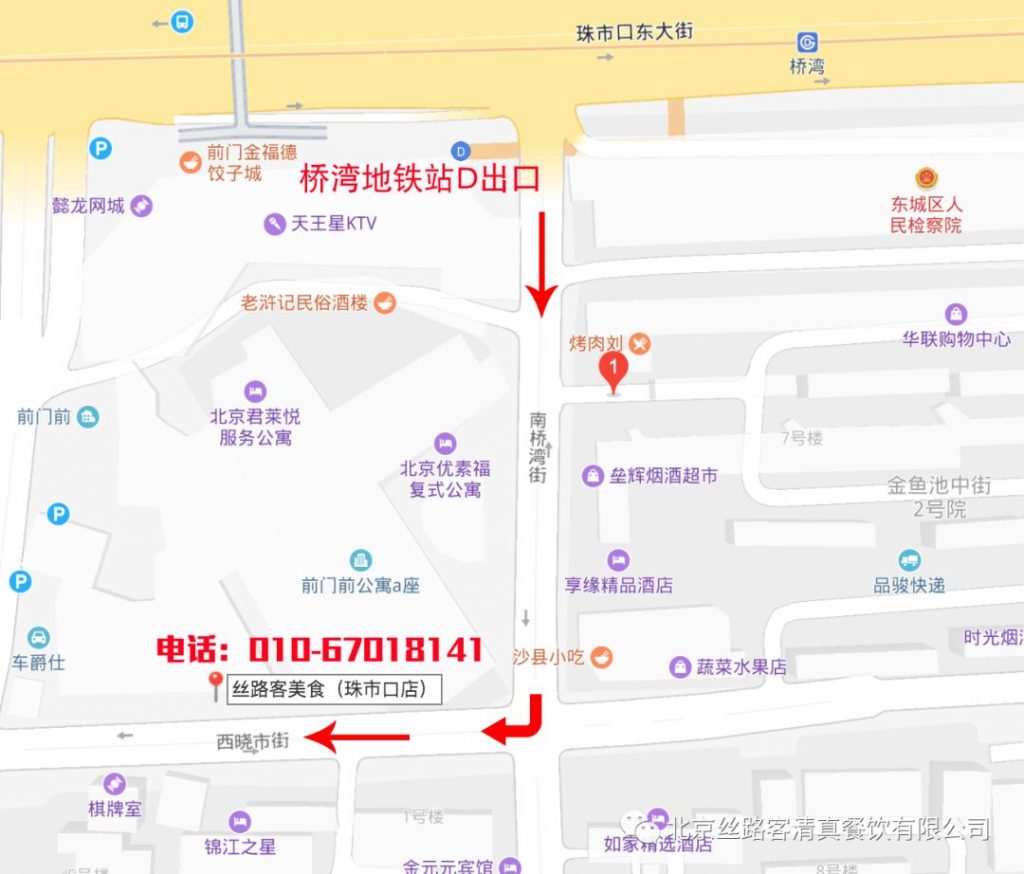 珠市口东大街
桥湾
P
前门金福德
饺子城
D
桥湾地铁站D出口
懿龙网城
天王星KTV
东城区人
民检察院
老浒记民俗酒楼
烤肉刘
1
华联购物中心
前门前
北京君莱悦
服务公寓
南桥湾街
7号楼
北京优素福
复式公寓
垒辉烟酒超市
金鱼池中街
2号院
P
前门前公寓a座
享缘精品酒店
品骏快递
P
车爵仕
电话：010-67018141
沙县小吃
蔬菜水果店
时光烟酒
丝路客美食（珠市口店）
西晓市街
棋牌室
锦江之星
1号楼
如家精选酒店
北京丝路客清真餐饮有限公司
金元元宾馆
8号楼